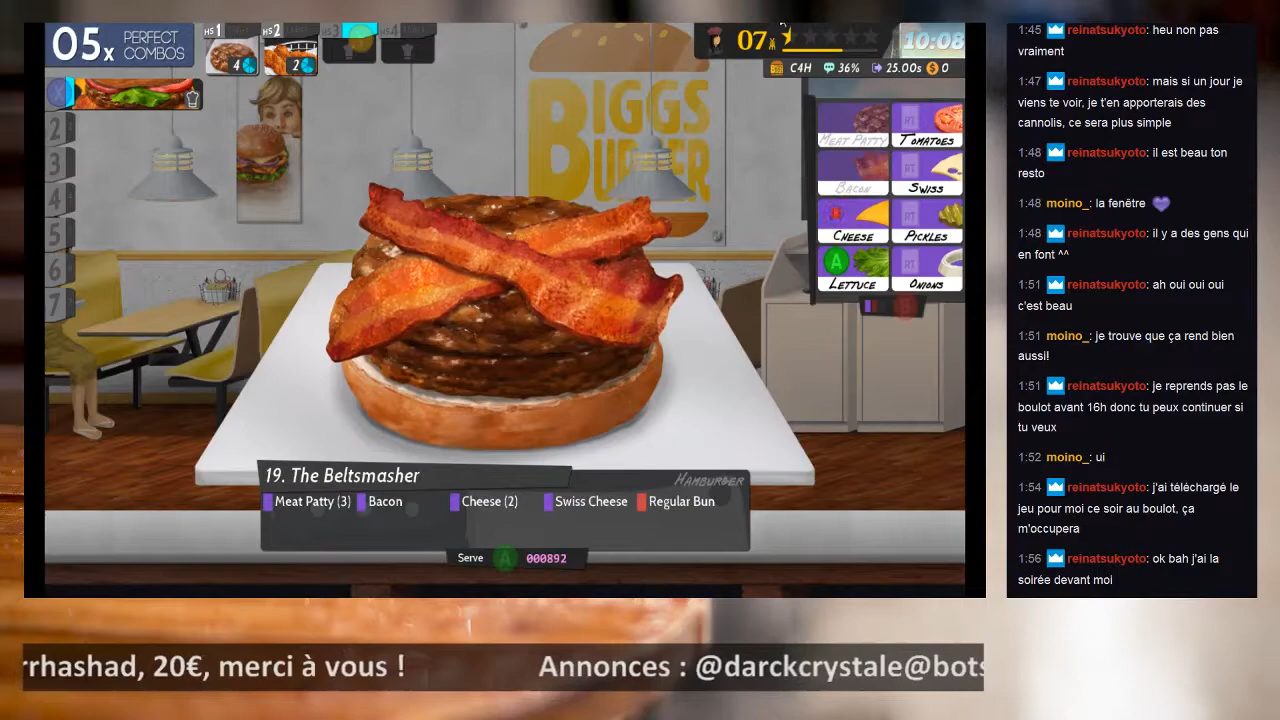 05x PERFECT COMBOS
HS1
HS2
HS3
HS4
4
2
07
10:08
C4H 36% 25.00s 0
X
2
3
4
5
6
7
BIGGS
BURGER
MEAT PATTY
RT
TOMATOES
BACON
RT
SWISS
CHEESE
RT
PICKLES
A
LETTUCE
RT
ONIONS
19. The Beltsmasher
HAMBURGER
Meat Patty (3) Bacon Cheese (2) Swiss Cheese Regular Bun
Serve A 000892
1:45 reinatsukyoto: heu non pas
vraiment
1:47 reinatsukyoto: mais si un jour je
viens te voir, je t'en apporterais des
cannolis, ce sera plus simple
1:48 reinatsukyoto: il est beau ton
resto
1:48 moino_: la fenêtre
1:48 reinatsukyoto: il y a des gens qui
en font ^^
1:51 reinatsukyoto: ah oui oui oui
c'est beau
1:51 moino_: je trouve que ça rend bien
aussi!
1:51 reinatsukyoto: je reprends pas le
boulot avant 16h donc tu peux continuer si
tu veux
1:52 moino_: ui
1:54 reinatsukyoto: j'ai téléchargé le
jeu pour moi ce soir au boulot, ça
m'occupera
1:56 reinatsukyoto: ok bah j'ai la
soirée devant moi
rrhashad, 20€, merci à vous ! Annonces : @darckcrystale@bots